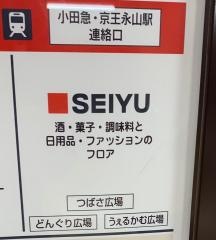 小田急・京王永山駅
連絡口
SEIYU
酒・菓子・調味料と
日用品・ファッションの
フロア
つばさ広場
どんぐり広場
うぇるかむ広場